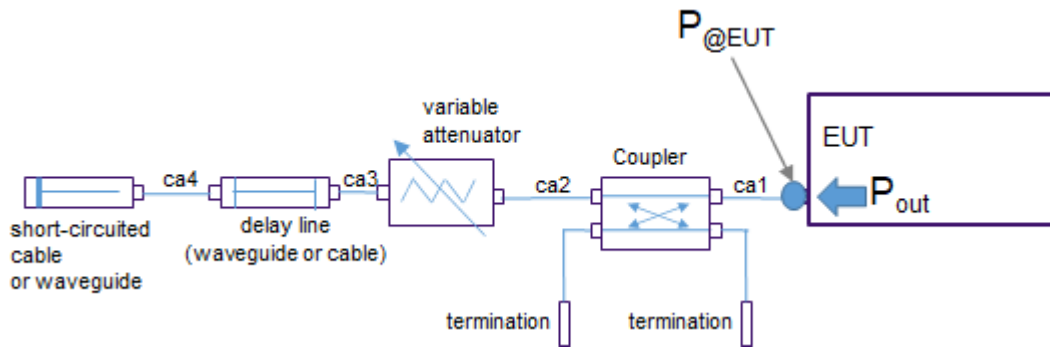 P@EUT
variable
attenuator
EUT
Coupler
ca4
ca3
ca2
ca1
Pout
short-circuited
cable
or waveguide
delay line
(waveguide or cable)
termination
termination